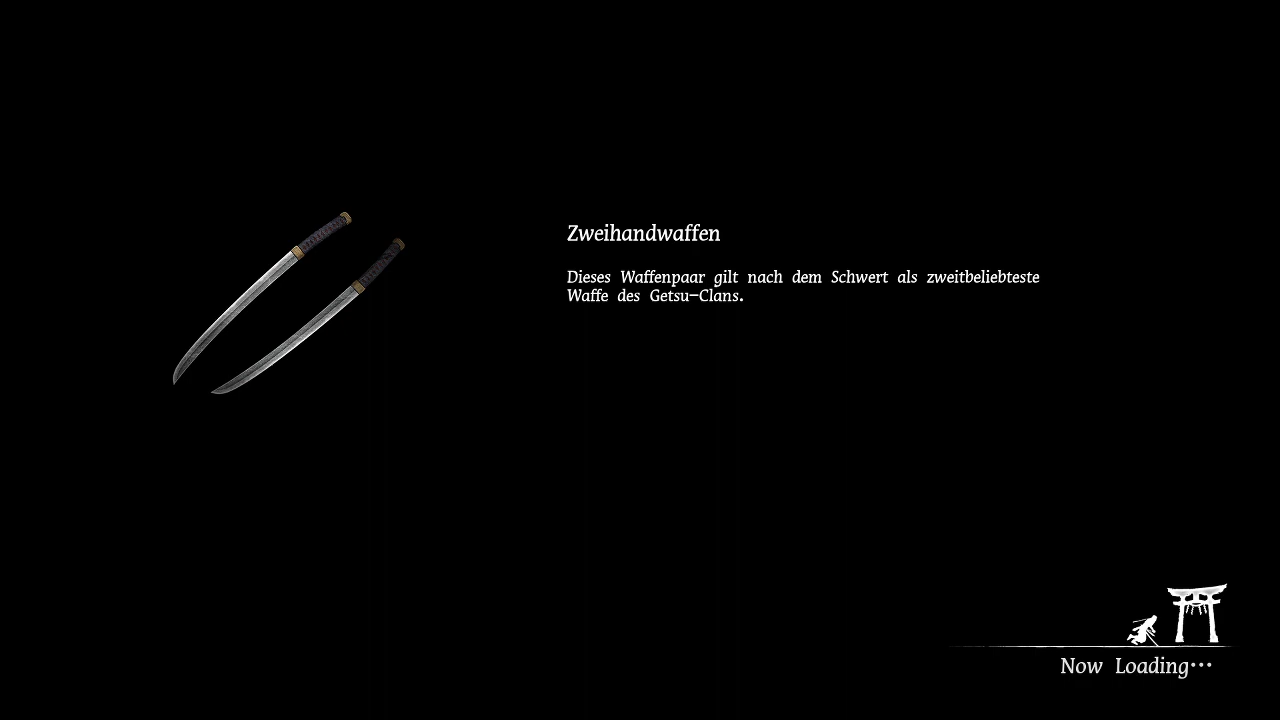 Zweihandwaffen
Dieses Waffenpaar gilt nach dem Schwert als zweitbeliebteste
Waffe des Getsu-Clans.
Now Loading…